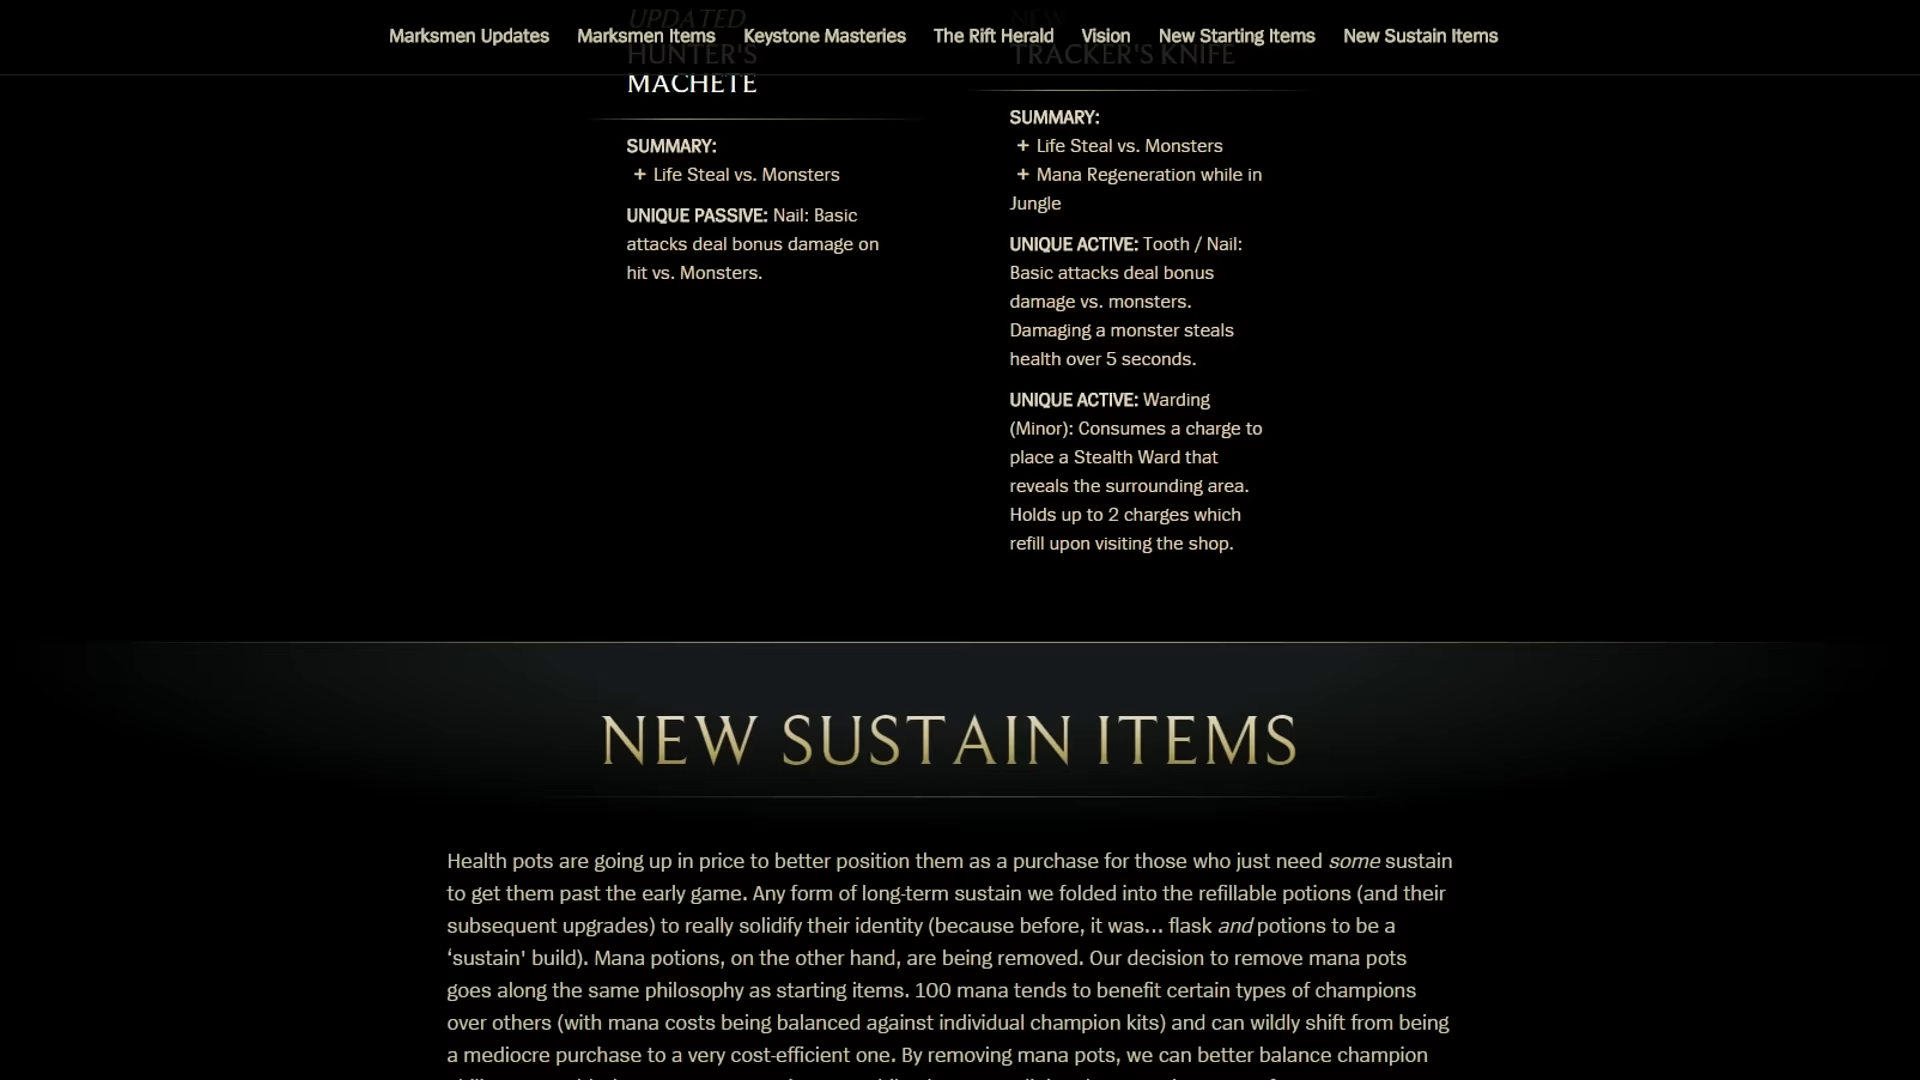 Marksmen Updates Marksmen Items Keystone Masteries The Rift Herald Vision New Starting Items New Sustain Items
UPDATED
HUNTER'S
MACHETE
SUMMARY:
+ Life Steal vs. Monsters
UNIQUE PASSIVE: Nail: Basic
attacks deal bonus damage on
hit vs. Monsters.
NEW
TRACKER'S KNIFE
SUMMARY:
+ Life Steal vs. Monsters
+ Mana Regeneration while in
Jungle
UNIQUE ACTIVE: Tooth / Nail:
Basic attacks deal bonus
damage vs. monsters.
Damaging a monster steals
health over 5 seconds.
UNIQUE ACTIVE: Warding
(Minor): Consumes a charge to
place a Stealth Ward that
reveals the surrounding area.
Holds up to 2 charges which
refill upon visiting the shop.
NEW SUSTAIN ITEMS
Health pots are going up in price to better position them as a purchase for those who just need some sustain
to get them past the early game. Any form of long-term sustain we folded into the refillable potions (and their
subsequent upgrades) to really solidify their identity (because before, it was... flask and potions to be a
‘sustain' build). Mana potions, on the other hand, are being removed. Our decision to remove mana pots
goes along the same philosophy as starting items. 100 mana tends to benefit certain types of champions
over others (with mana costs being balanced against individual champion kits) and can wildly shift from being
a mediocre purchase to a very cost-efficient one. By removing mana pots, we can better balance champion